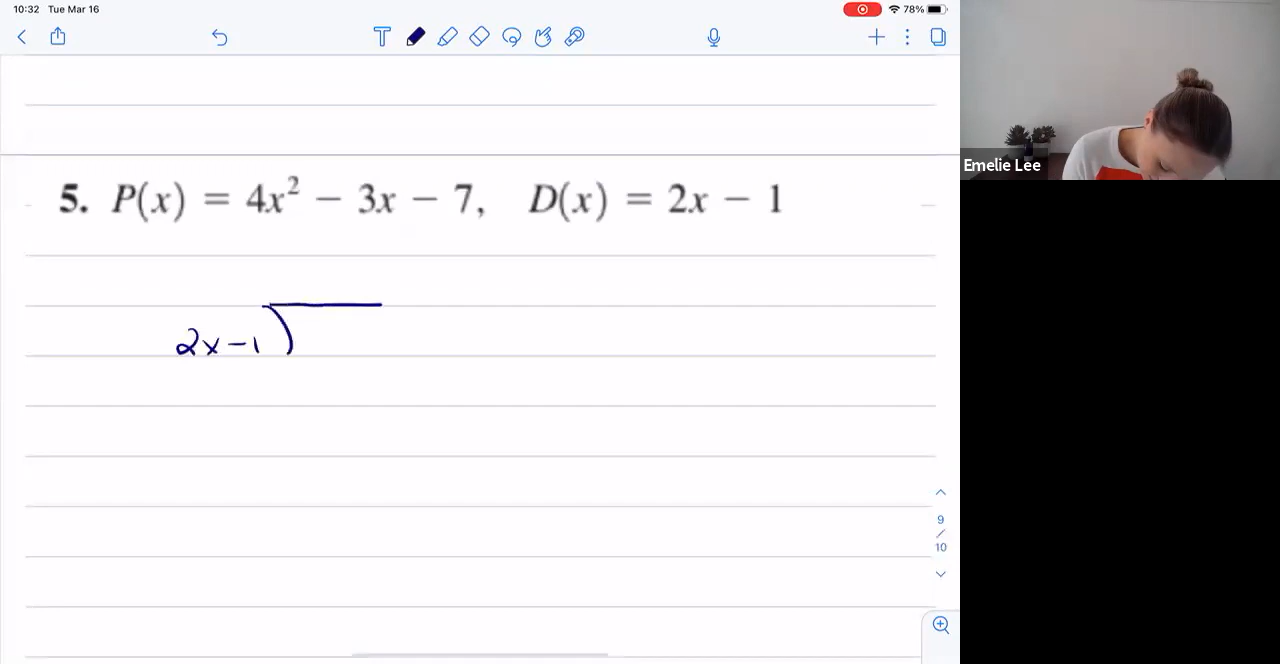 10:32 Tue Mar 16
78%
T
Emelie Lee
5. P(x) = 4x² − 3x − 7, D(x) = 2x − 1
2x−1
9
/
10